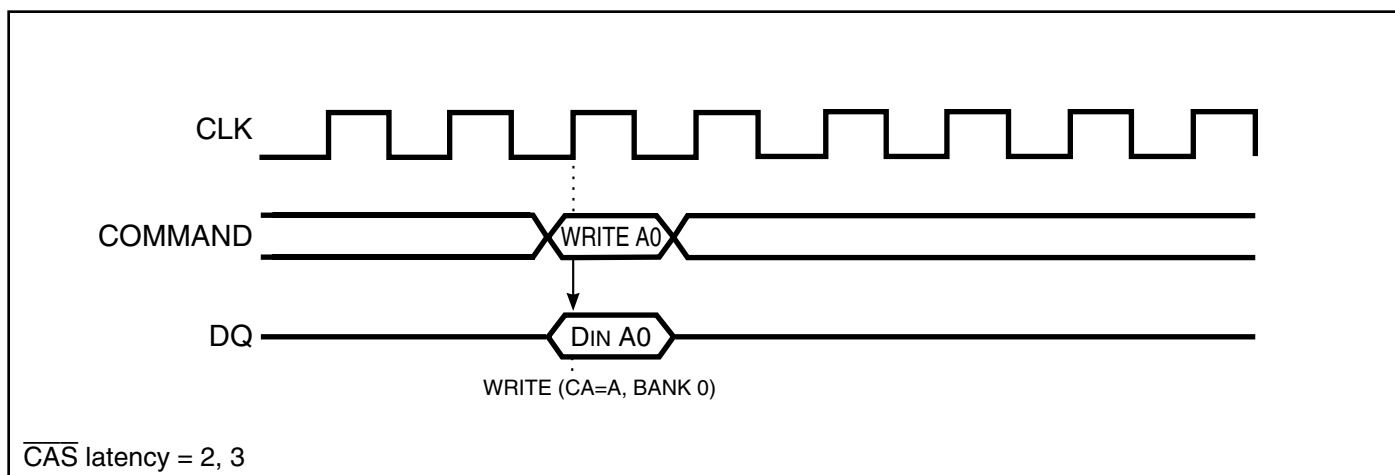 CLK
COMMAND
WRITE A0
DQ
DIN A0
WRITE (CA=A, BANK 0)
CAS latency = 2, 3